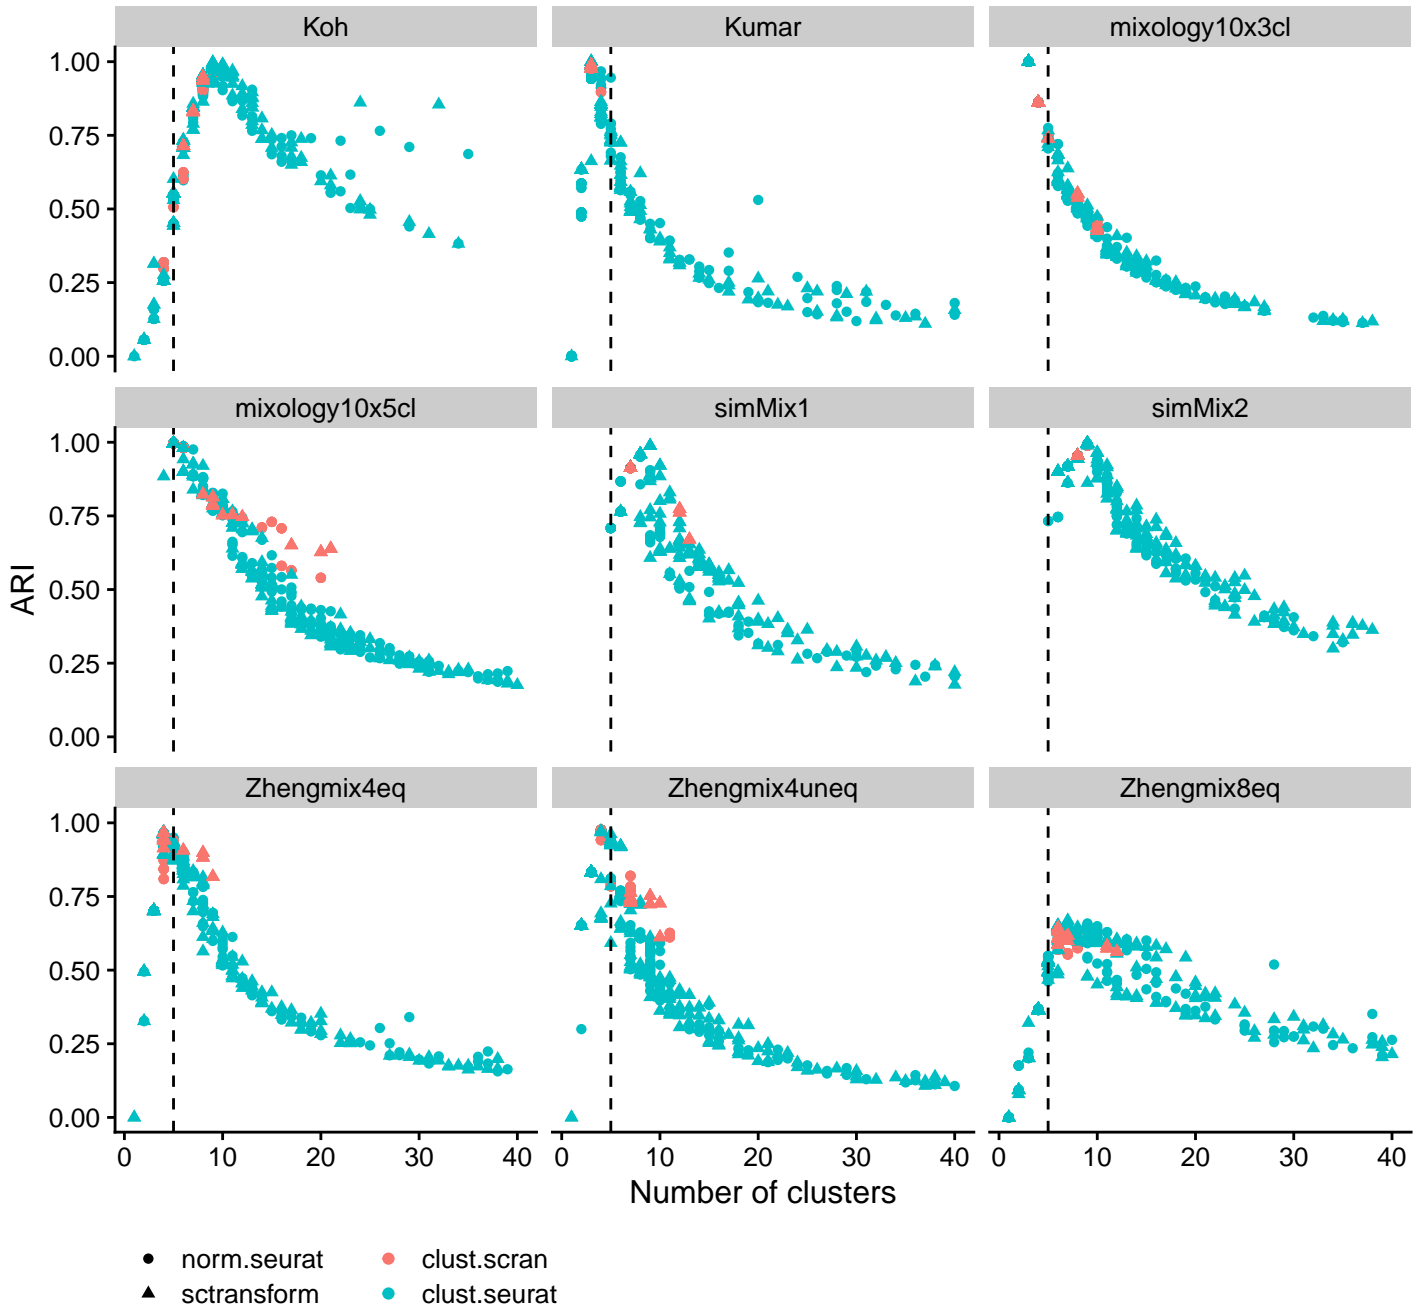 Koh
Kumar
mixology10x3cl
1.00
0.75
0.50
0.25
0.00
mixology10x5cl
simMix1
simMix2
1.00
0.75
0.50
0.25
0.00
ARI
Zhengmix4eq
Zhengmix4uneq
Zhengmix8eq
1.00
0.75
0.50
0.25
0.00
0 10 20 30 40
0 10 20 30 40
0 10 20 30 40
Number of clusters
norm.seurat
sctransform
clust.scran
clust.seurat